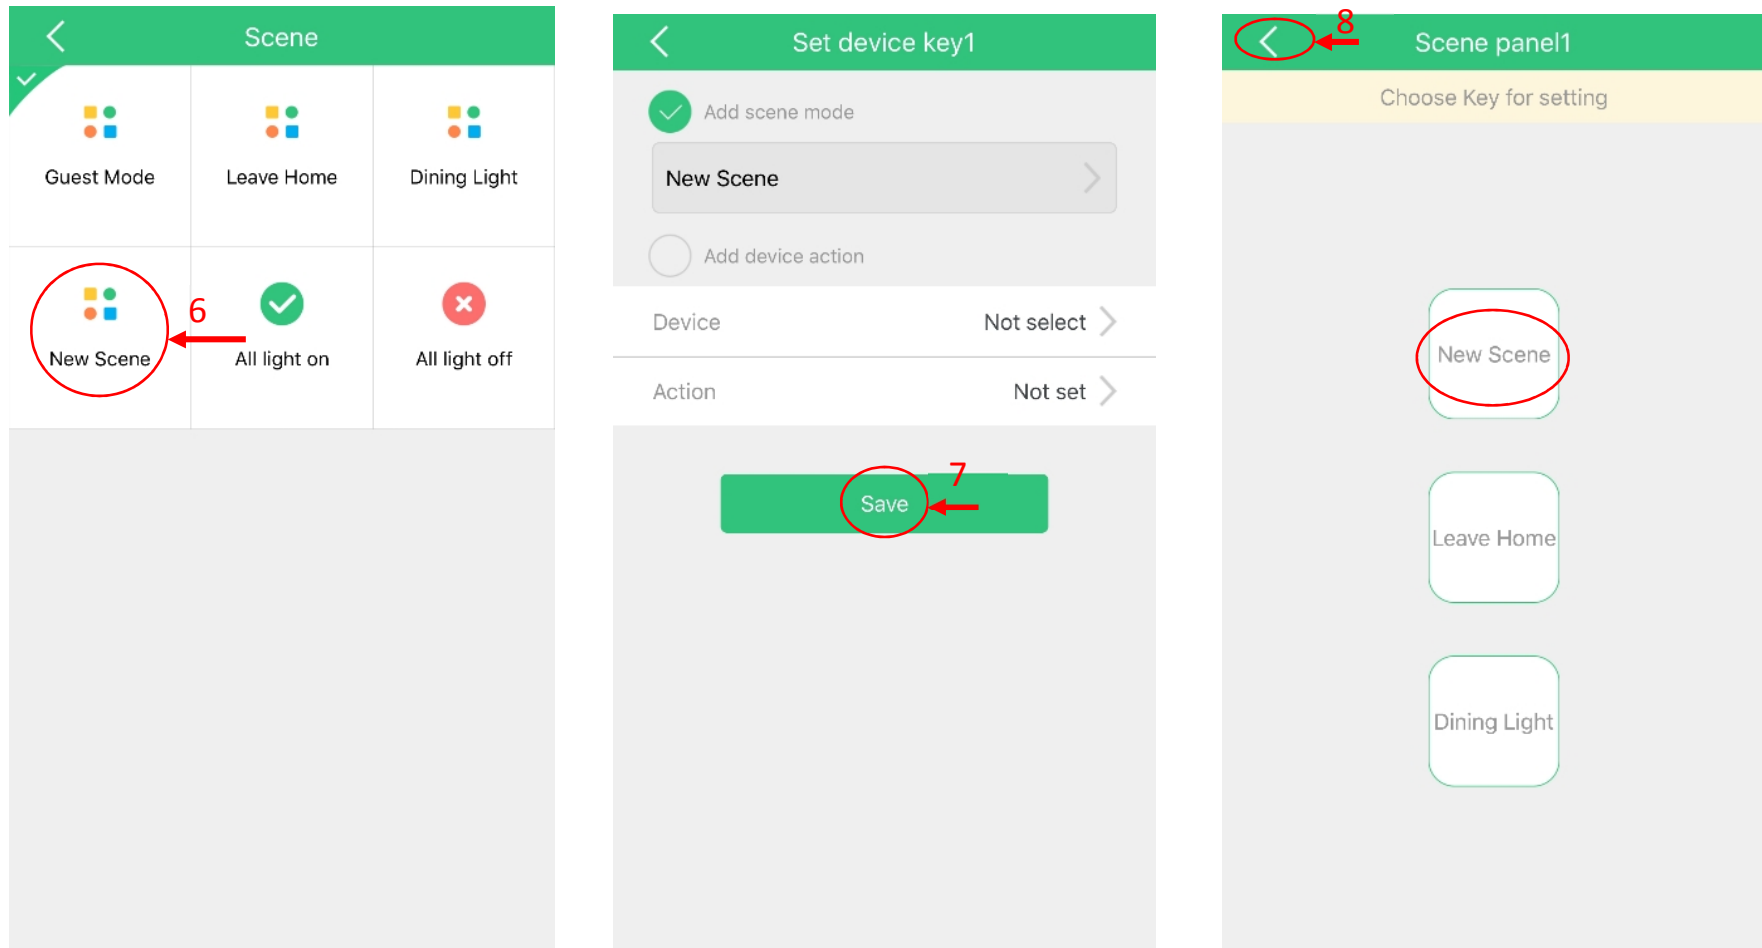 Scene
Guest Mode
Leave Home
Dining Light
6
New Scene
All light on
All light off
Set device key1
Add scene mode
New Scene
Add device action
Device Not select
Action Not set
7
Save
8
Scene panel1
Choose Key for setting
New Scene
Leave Home
Dining Light